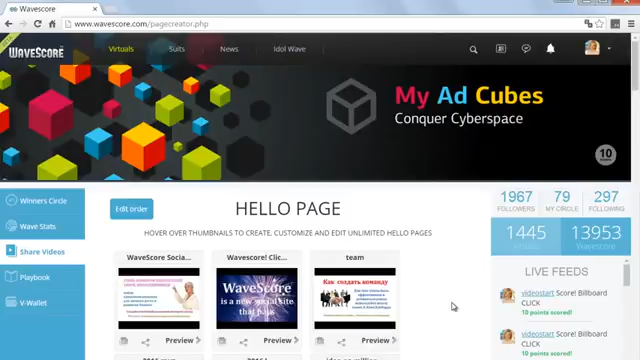 Wavescore
www.wavescore.com/pagecreator.php
WAVESCORE
Virtuals
Suits
News
Idol Wave
My Ad Cubes
Conquer Cyberspace
10
Winners Circle
Wave Stats
Share Videos
Playbook
V-Wallet
Edit order
HELLO PAGE
HOVER OVER THUMBNAILS TO CREATE, CUSTOMIZE AND EDIT UNLIMITED HELLO PAGES
WaveScore Socia...
Wavescore! Clic...
team
WaveScore
is a new social site
that pays
Как создать команду
Preview
Preview
Preview
1967
FOLLOWERS
79
MY CIRCLE
297
FOLLOWING
1445
13953
Wavescore
LIVE FEEDS
videostart Score! Billboard
CLICK
10 points scored!
videostart Score! Billboard
CLICK
10 points scored!